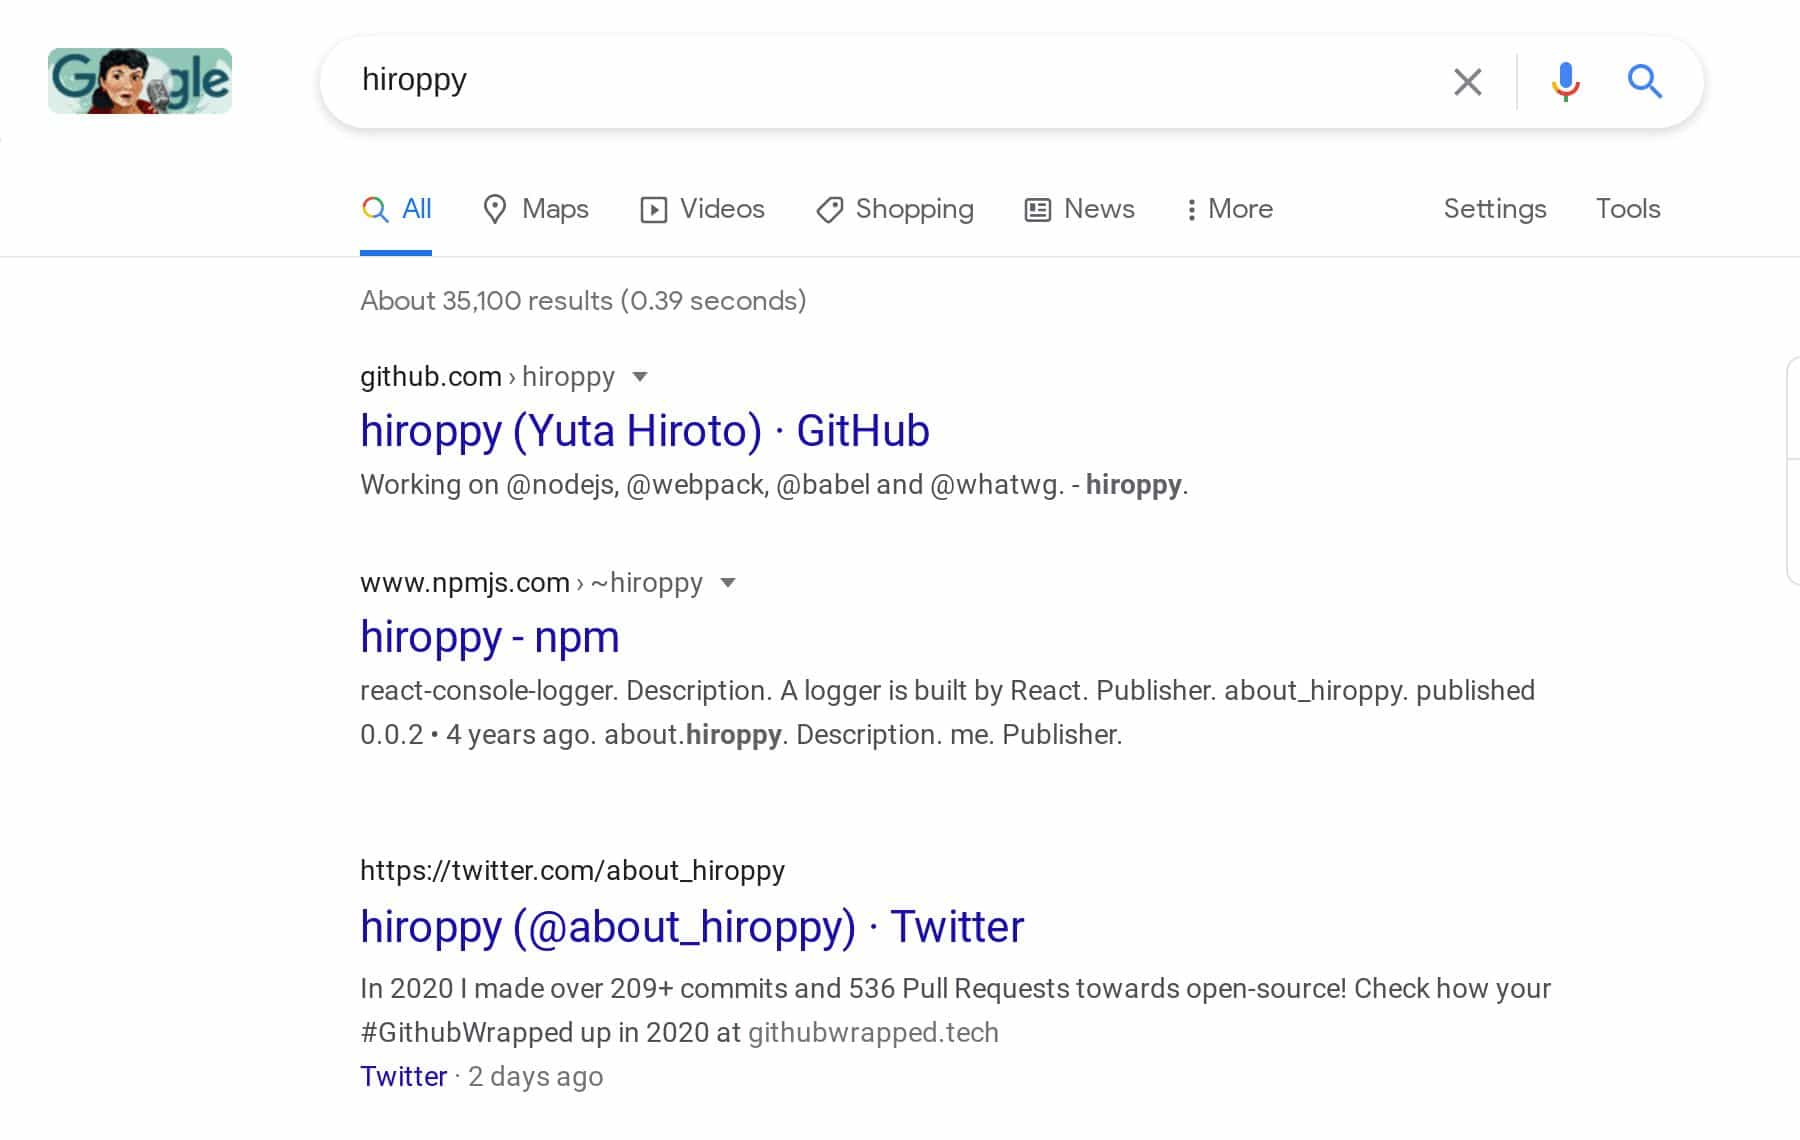 Google
hiroppy
All Maps Videos Shopping News More Settings Tools
About 35,100 results (0.39 seconds)
github.com › hiroppy
hiroppy (Yuta Hiroto) · GitHub
Working on @nodejs, @webpack, @babel and @whatwg. - hiroppy.
www.npmjs.com › ~hiroppy
hiroppy - npm
react-console-logger. Description. A logger is built by React. Publisher. about_hiroppy. published
0.0.2 • 4 years ago. about.hiroppy. Description. me. Publisher.
https://twitter.com/about_hiroppy
hiroppy (@about_hiroppy) · Twitter
In 2020 I made over 209+ commits and 536 Pull Requests towards open-source! Check how your
#GithubWrapped up in 2020 at githubwrapped.tech
Twitter · 2 days ago